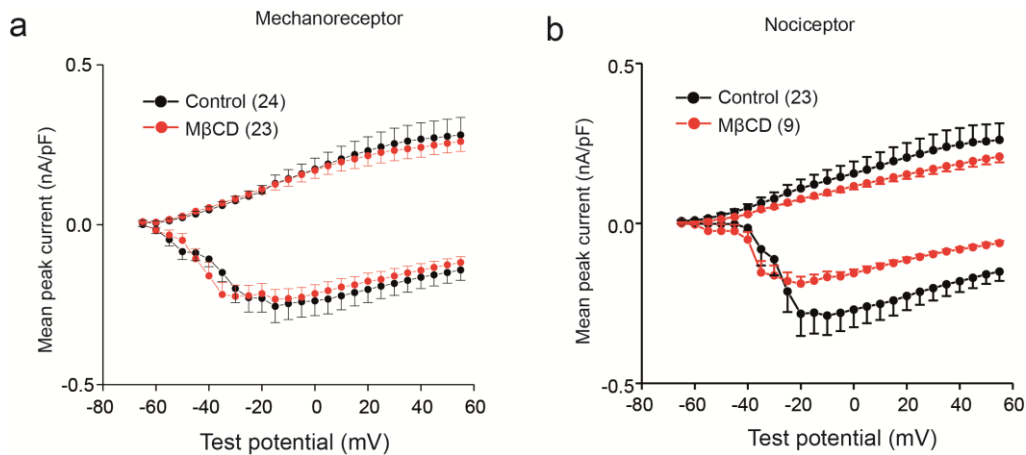 a
Mechanoreceptor
Mean peak current (nA/pF)
0.5
0.0
-0.5
Control (24)
MβCD (23)
-80 -60 -40 -20 0 20 40 60
Test potential (mV)
b
Nociceptor
Mean peak current (nA/pF)
0.5
0.0
-0.5
Control (23)
MβCD (9)
-80 -60 -40 -20 0 20 40 60
Test potential (mV)